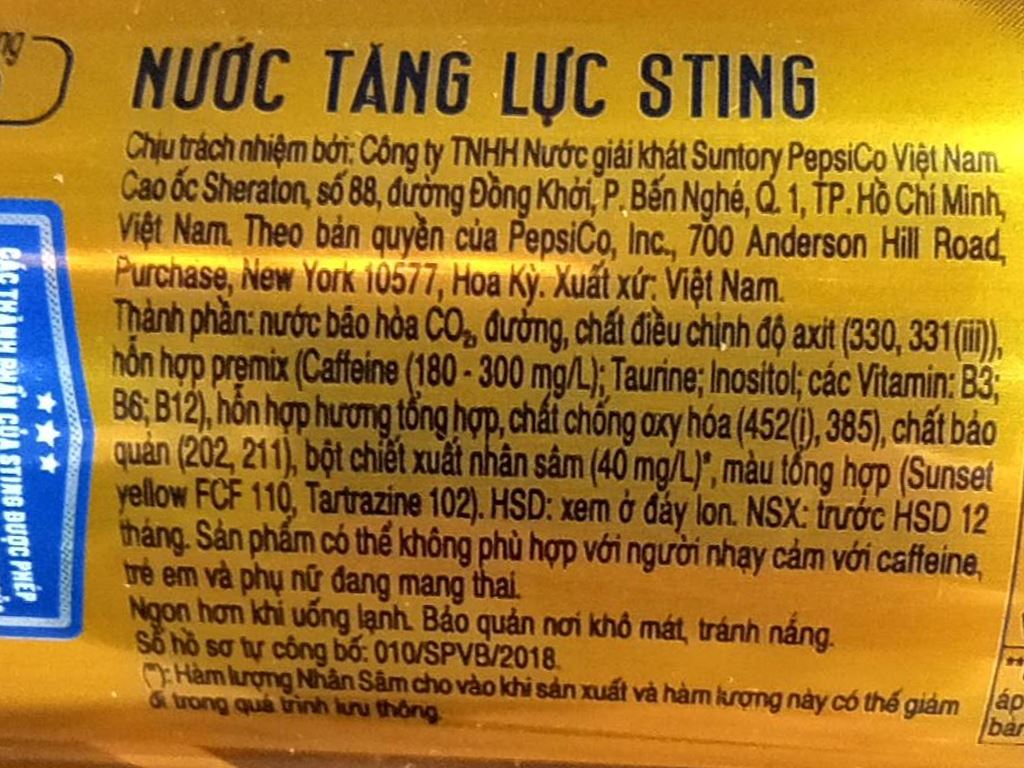 NƯỚC TĂNG LỰC STING
Chịu trách nhiệm bởi: Công ty TNHH Nước giải khát Suntory PepsiCo Việt Nam.
Cao ốc Sheraton, số 88, đường Đồng Khởi, P. Bến Nghé, Q. 1, TP. Hồ Chí Minh,
Việt Nam. Theo bản quyền của PepsiCo, Inc., 700 Anderson Hill Road,
Purchase, New York 10577, Hoa Kỳ. Xuất xứ: Việt Nam.
Thành phần: nước bão hòa CO₂, đường, chất điều chỉnh độ axit (330, 331(iii)),
hỗn hợp premix (Caffeine (180 - 300 mg/L); Taurine; Inositol; các Vitamin: B3;
B6; B12), hỗn hợp hương tổng hợp, chất chống oxy hóa (452(i), 385), chất bảo
quản (202, 211), bột chiết xuất nhân sâm (40 mg/L)*, màu tổng hợp (Sunset
yellow FCF 110, Tartrazine 102). HSD: xem ở đáy lon. NSX: trước HSD 12
tháng. Sản phẩm có thể không phù hợp với người nhạy cảm với caffeine,
trẻ em và phụ nữ đang mang thai.
Ngon hơn khi uống lạnh. Bảo quản nơi khô mát, tránh nắng.
Số hồ sơ tự công bố: 010/SPVB/2018.
(*): Hàm lượng Nhân Sâm cho vào khi sản xuất và hàm lượng này có thể giảm
đi trong quá trình lưu thông.
CÁC THÀNH PHẦN CỦA STING ĐƯỢC PHÉP
**
áp
bản